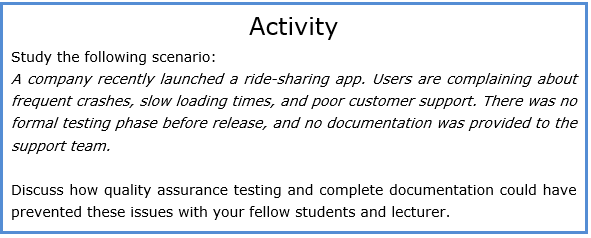 Activity
Study the following scenario:
A company recently launched a ride-sharing app. Users are complaining about
frequent crashes, slow loading times, and poor customer support. There was no
formal testing phase before release, and no documentation was provided to the
support team.
Discuss how quality assurance testing and complete documentation could have
prevented these issues with your fellow students and lecturer.